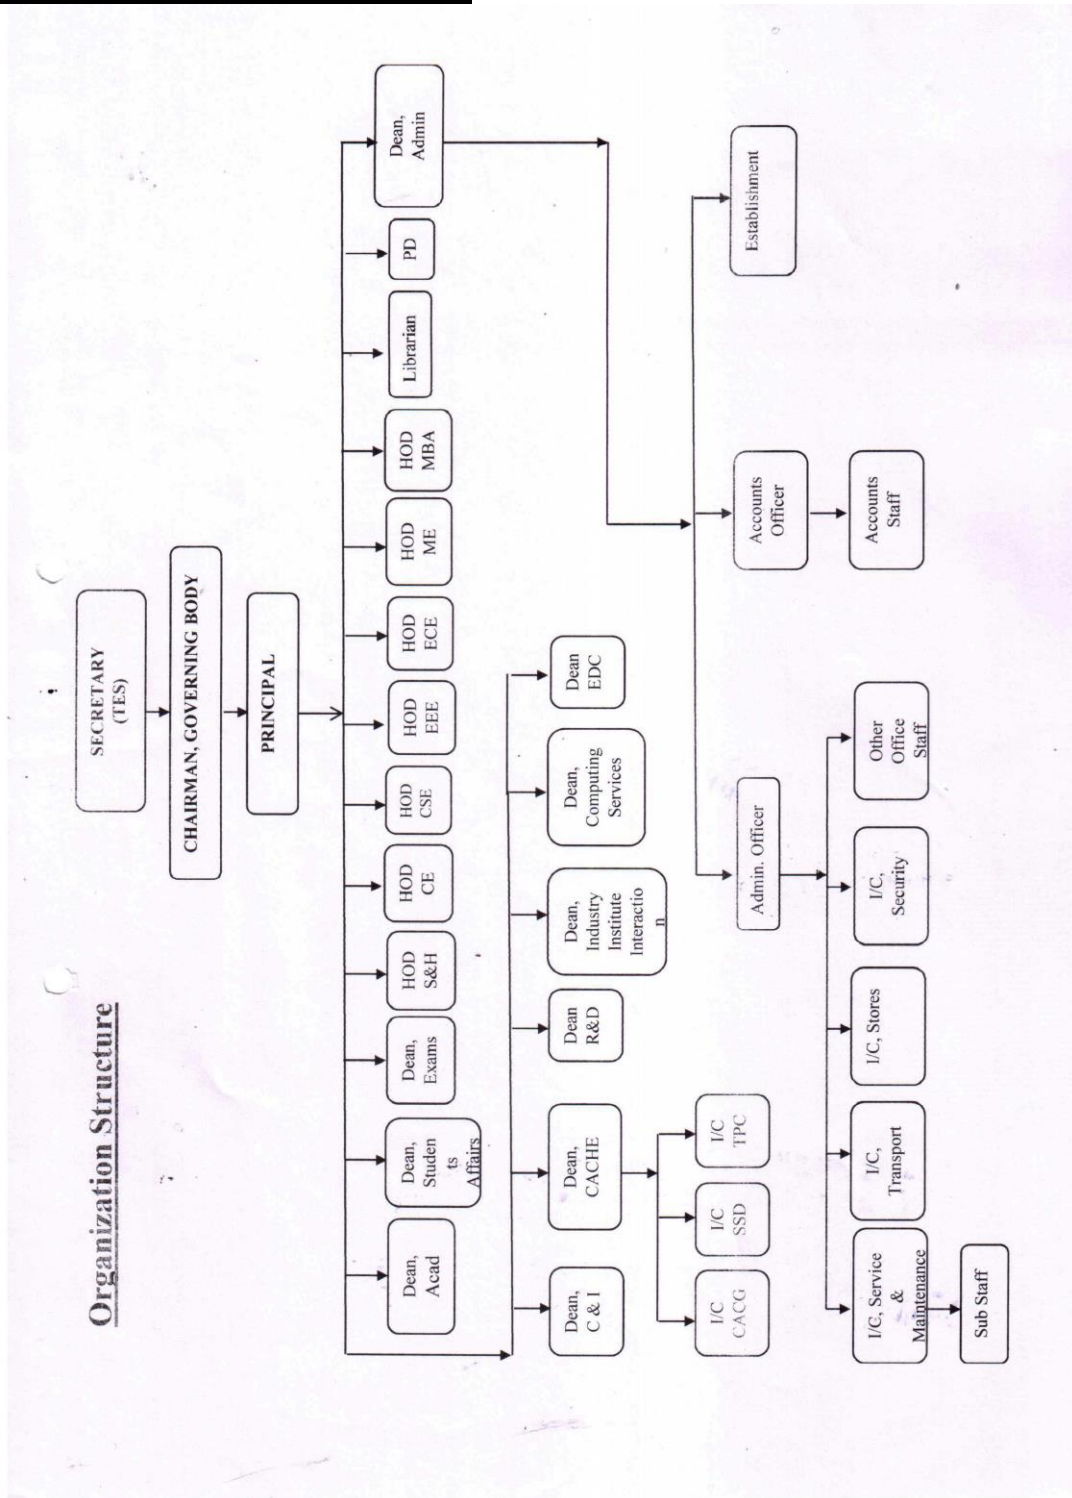 Organization Structure
SECRETARY
(TES)
CHAIRMAN, GOVERNING BODY
PRINCIPAL
Dean,
Acad
Dean,
Studen
ts
Affairs
Dean,
Exams
HOD
S&H
HOD
CE
HOD
CSE
HOD
EEE
HOD
ECE
HOD
ME
HOD
MBA
Librarian
PD
Dean,
Admin
Dean,
C & I
Dean,
CACHE
Dean
R&D
Dean,
Industry
Institute
Interactio
n
Dean,
Computing
Services
Dean
EDC
I/C
CACG
I/C
SSD
I/C
TPC
Admin. Officer
Accounts
Officer
Establishment
I/C, Service
&
Maintenance
I/C,
Transport
I/C, Stores
I/C,
Security
Other
Office
Staff
Accounts
Staff
Sub Staff